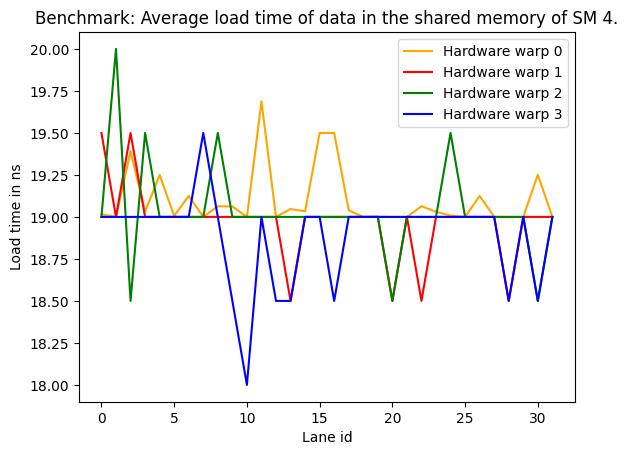 Benchmark: Average load time of data in the shared memory of SM 4.
Hardware warp 0
Hardware warp 1
Hardware warp 2
Hardware warp 3
Load time in ns
20.00
19.75
19.50
19.25
19.00
18.75
18.50
18.25
18.00
0 5 10 15 20 25 30
Lane id